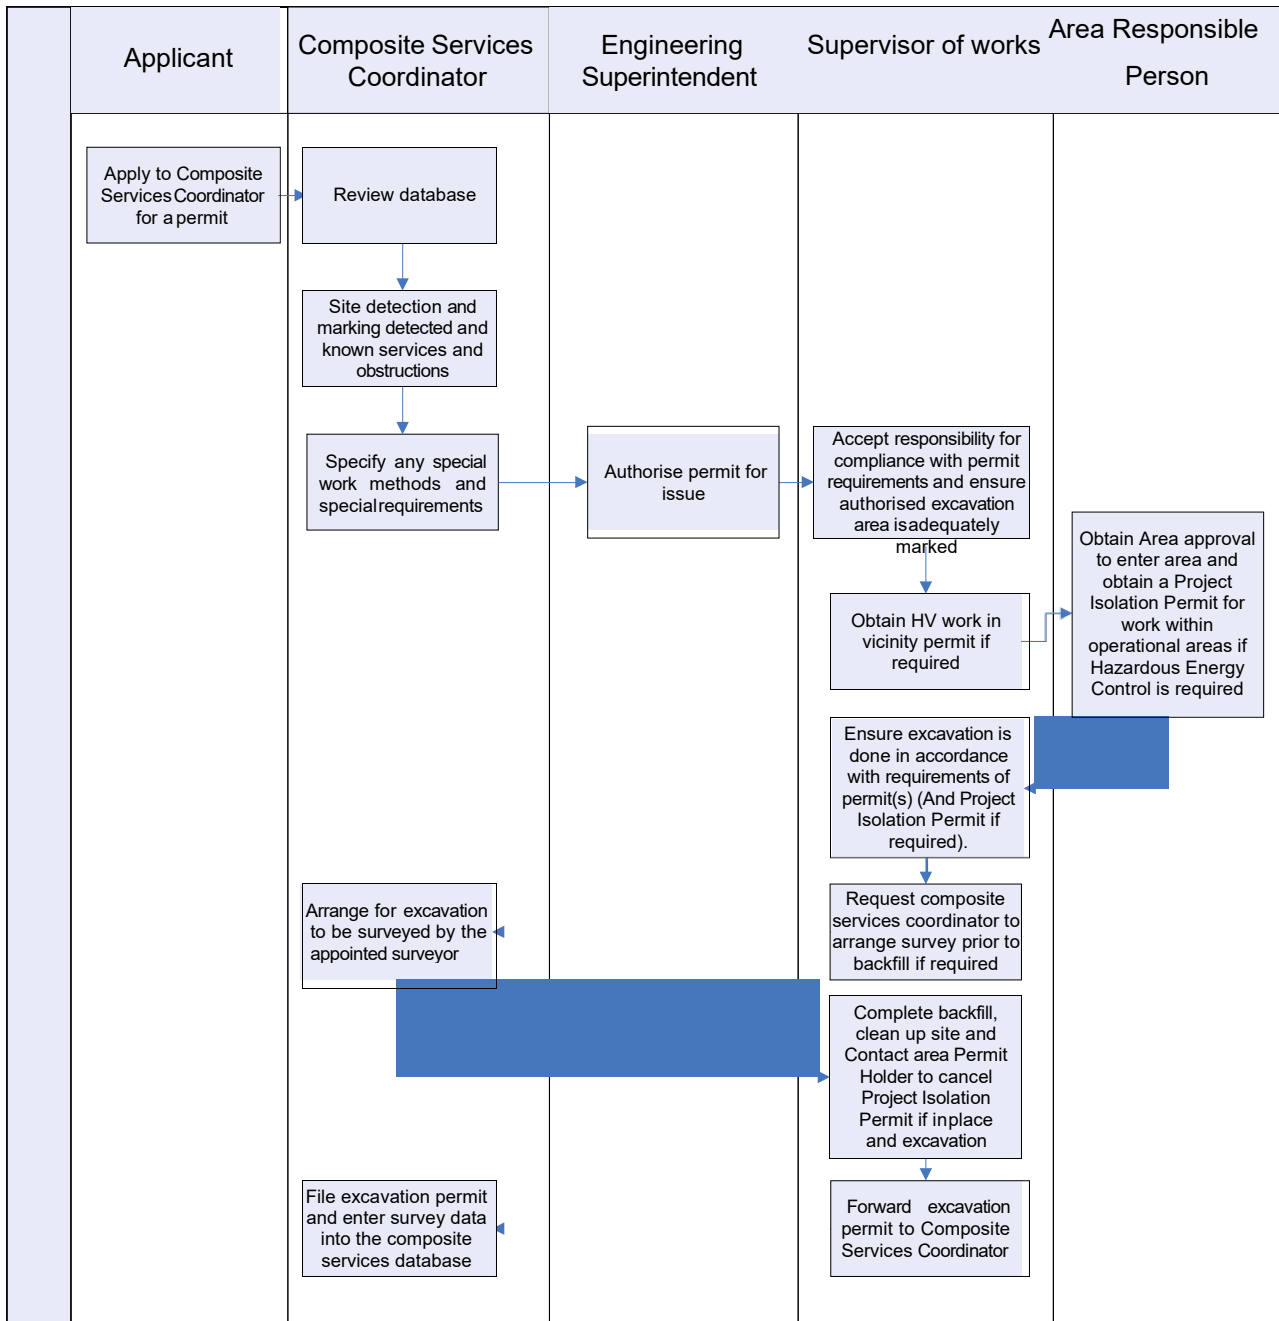 Applicant
Composite Services
Coordinator
Engineering
Superintendent
Supervisor of works
Area Responsible
Person
Apply to Composite
Services Coordinator
for a permit
Review database
Site detection and
marking detected and
known services and
obstructions
Specify any special
work methods and
special requirements
Authorise permit for
issue
Accept responsibility for
compliance with permit
requirements and ensure
authorised excavation
area is adequately
marked
Obtain Area approval
to enter area and
obtain a Project
Isolation Permit for
work within
operational areas if
Hazardous Energy
Control is required
Obtain HV work in
vicinity permit if
required
Ensure excavation is
done in accordance
with requirements of
permit(s) (And Project
Isolation Permit if
required).
Arrange for excavation
to be surveyed by the
appointed surveyor
Request composite
services coordinator to
arrange survey prior to
backfill if required
Complete backfill,
clean up site and
Contact area Permit
Holder to cancel
Project Isolation
Permit if inplace
and excavation
File excavation permit
and enter survey data
into the composite
services database
Forward excavation
permit to Composite
Services Coordinator